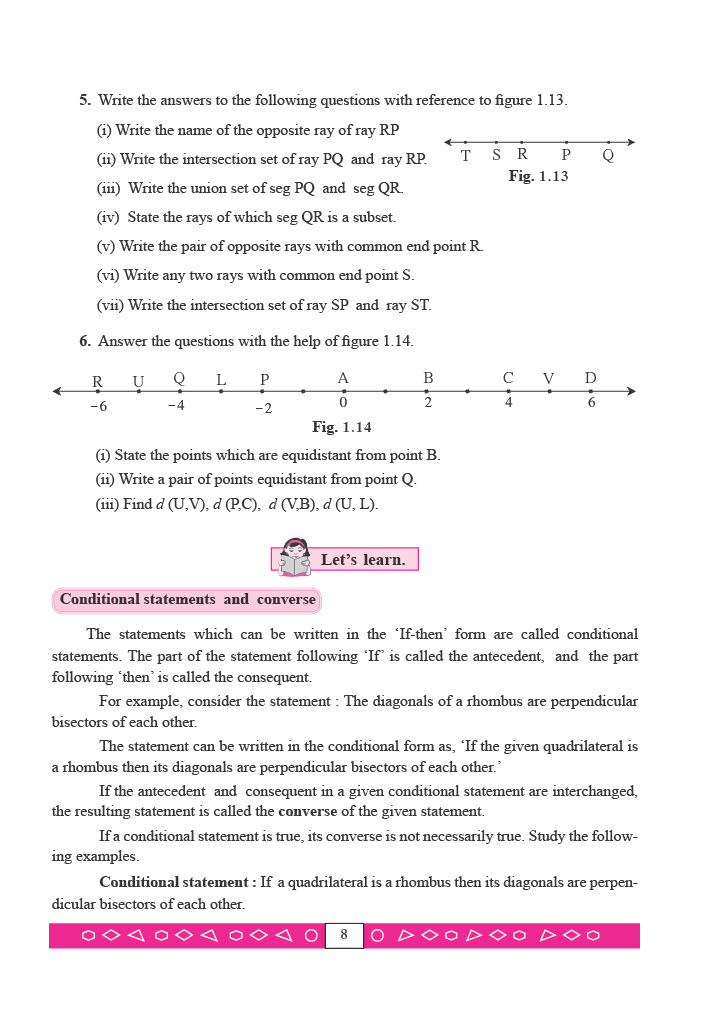 5. Write the answers to the following questions with reference to figure 1.13.
(i) Write the name of the opposite ray of ray RP
(ii) Write the intersection set of ray PQ and ray RP.
T S R P Q
Fig. 1.13
(iii) Write the union set of seg PQ and seg QR.
(iv) State the rays of which seg QR is a subset.
(v) Write the pair of opposite rays with common end point R.
(vi) Write any two rays with common end point S.
(vii) Write the intersection set of ray SP and ray ST.
6. Answer the questions with the help of figure 1.14.
R U Q L P A B C V D
–6 –4 –2 0 2 4 6
Fig. 1.14
(i) State the points which are equidistant from point B.
(ii) Write a pair of points equidistant from point Q.
(iii) Find d (U,V), d (P,C), d (V,B), d (U, L).
Let's learn.
Conditional statements and converse
The statements which can be written in the ‘If-then’ form are called conditional
statements. The part of the statement following ‘If’ is called the antecedent, and the part
following ‘then’ is called the consequent.
For example, consider the statement : The diagonals of a rhombus are perpendicular
bisectors of each other.
The statement can be written in the conditional form as, ‘If the given quadrilateral is
a rhombus then its diagonals are perpendicular bisectors of each other.’
If the antecedent and consequent in a given conditional statement are interchanged,
the resulting statement is called the converse of the given statement.
If a conditional statement is true, its converse is not necessarily true. Study the follow-
ing examples.
Conditional statement : If a quadrilateral is a rhombus then its diagonals are perpen-
dicular bisectors of each other.
8